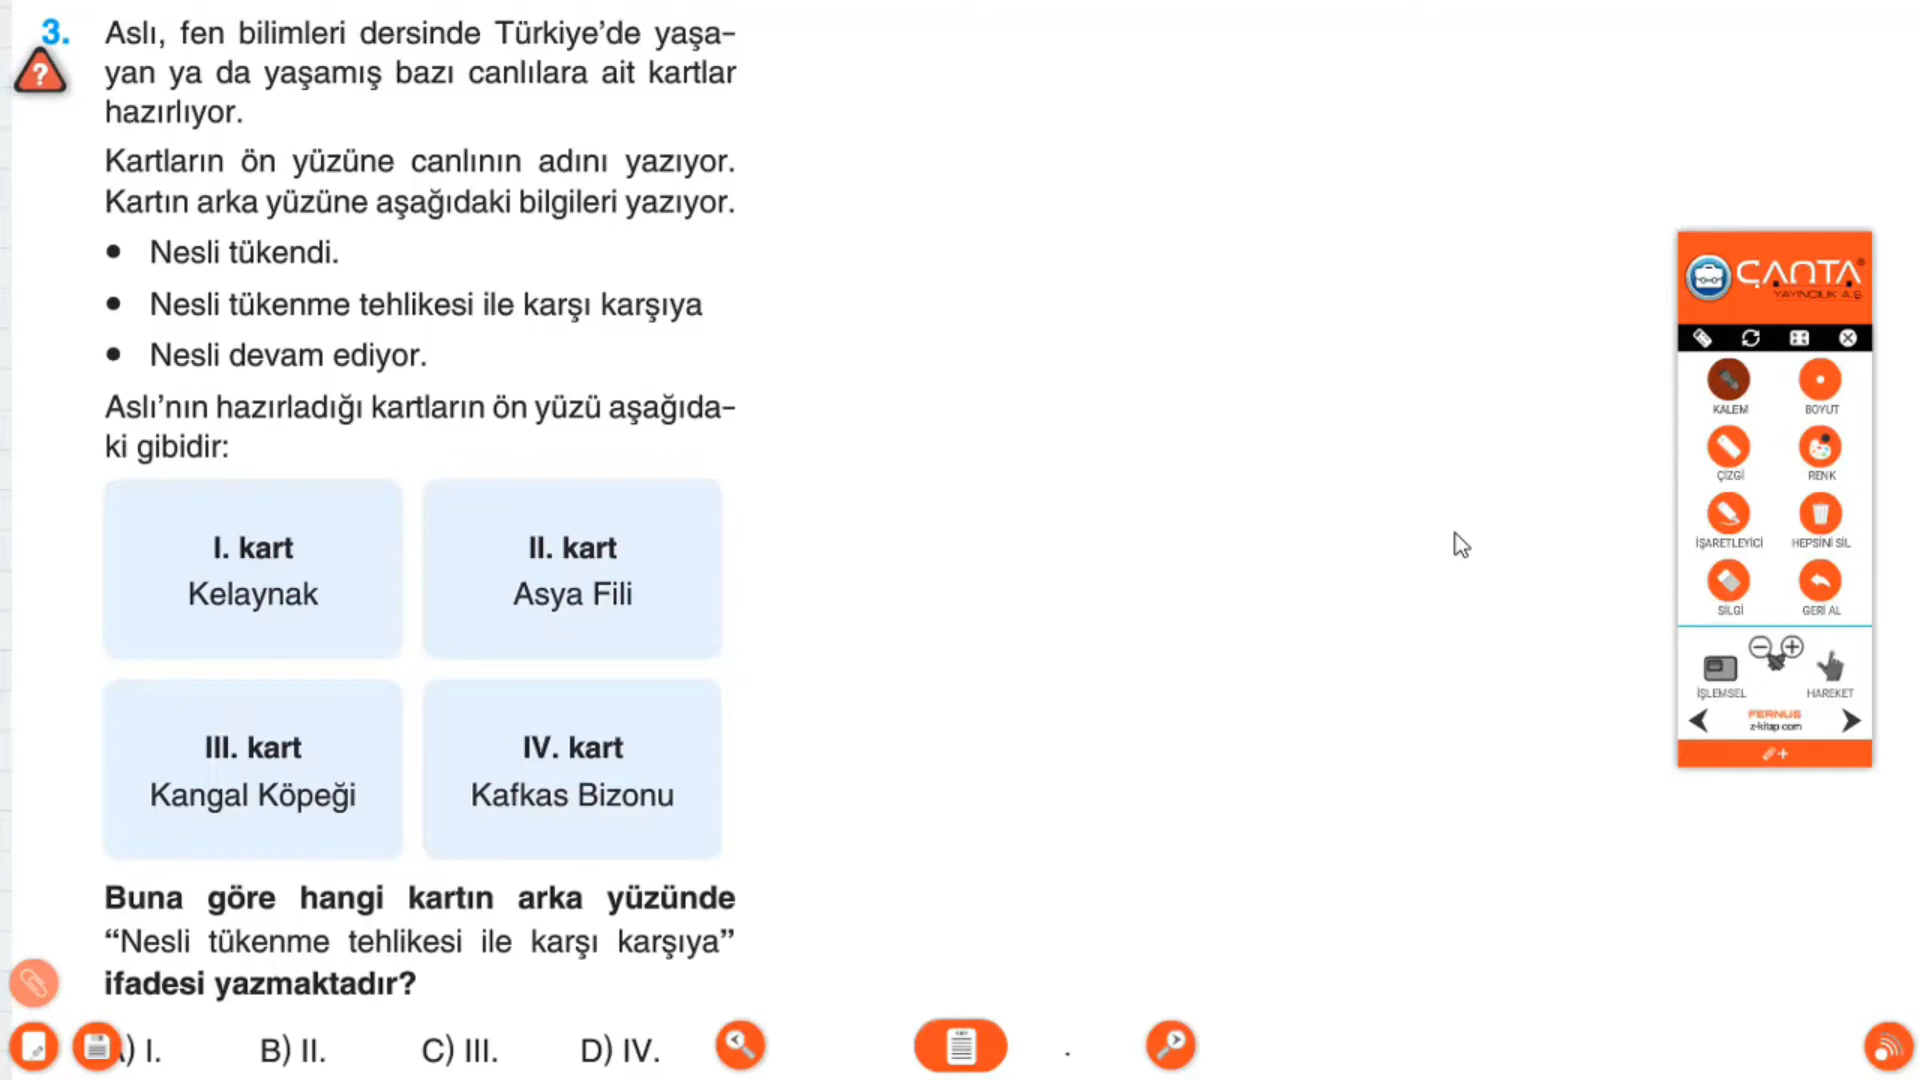 3. Aslı, fen bilimleri dersinde Türkiye’de yaşa-
yan ya da yaşamış bazı canlılara ait kartlar
hazırlıyor.
Kartların ön yüzüne canlının adını yazıyor.
Kartın arka yüzüne aşağıdaki bilgileri yazıyor.
• Nesli tükendi.
• Nesli tükenme tehlikesi ile karşı karşıya
• Nesli devam ediyor.
Aslı’nın hazırladığı kartların ön yüzü aşağıda-
ki gibidir:
I. kart
Kelaynak
II. kart
Asya Fili
III. kart
Kangal Köpeği
IV. kart
Kafkas Bizonu
Buna göre hangi kartın arka yüzünde
“Nesli tükenme tehlikesi ile karşı karşıya”
ifadesi yazmaktadır?
) I. B) II. C) III. D) IV.
ÇANTA
YAYINCILIK A.Ş
KALEM BOYUT
ÇİZGİ RENK
İŞARETLEYİCİ HEPSİNİ SİL
SİLGİ GERİ AL
İŞLEMSEL HAREKET
FERNUS
z-kitap.com